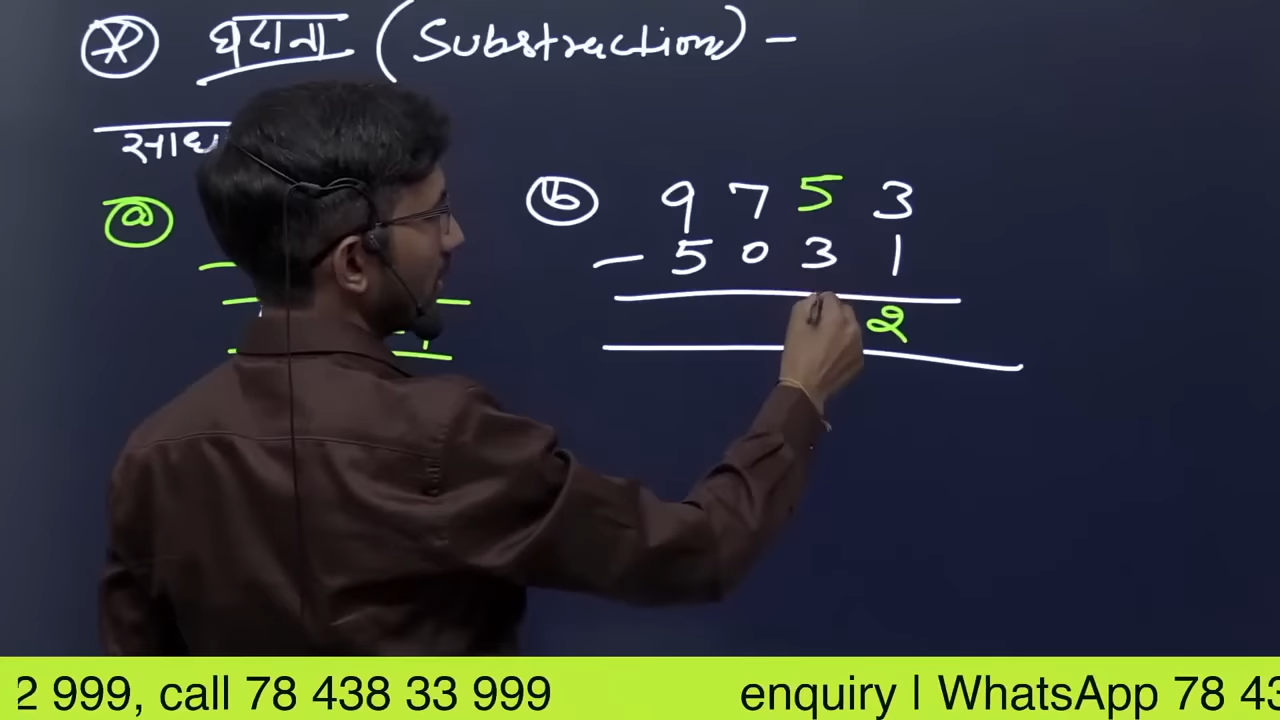 * घटाना (Substraction) -
ⓐ
ⓑ 9 7 5 3
- 5 0 3 1
2
2 999, call 78 438 33 999 enquiry | WhatsApp 78 43